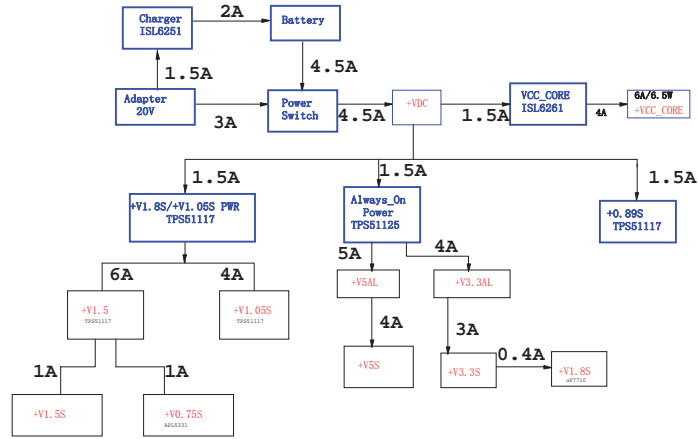 Charger
ISL6251
2A
Battery
1.5A
4.5A
Adapter
20V
3A
Power
Switch
4.5A
+VDC
1.5A
VCC_CORE
ISL6261
4A
6A/6.5W
+VCC_CORE
1.5A
1.5A
1.5A
+V1.8S/+V1.05S PWR
TPS51117
Always_On
Power
TPS51125
+0.89S
TPS51117
6A
4A
5A
4A
+V1.5
TPS51117
+V1.05S
TPS51117
+V5AL
+V3.3AL
4A
3A
1A
1A
+V5S
+V3.3S
0.4A
+V1.8S
uP7710
+V1.5S
+V0.75S
APL5331